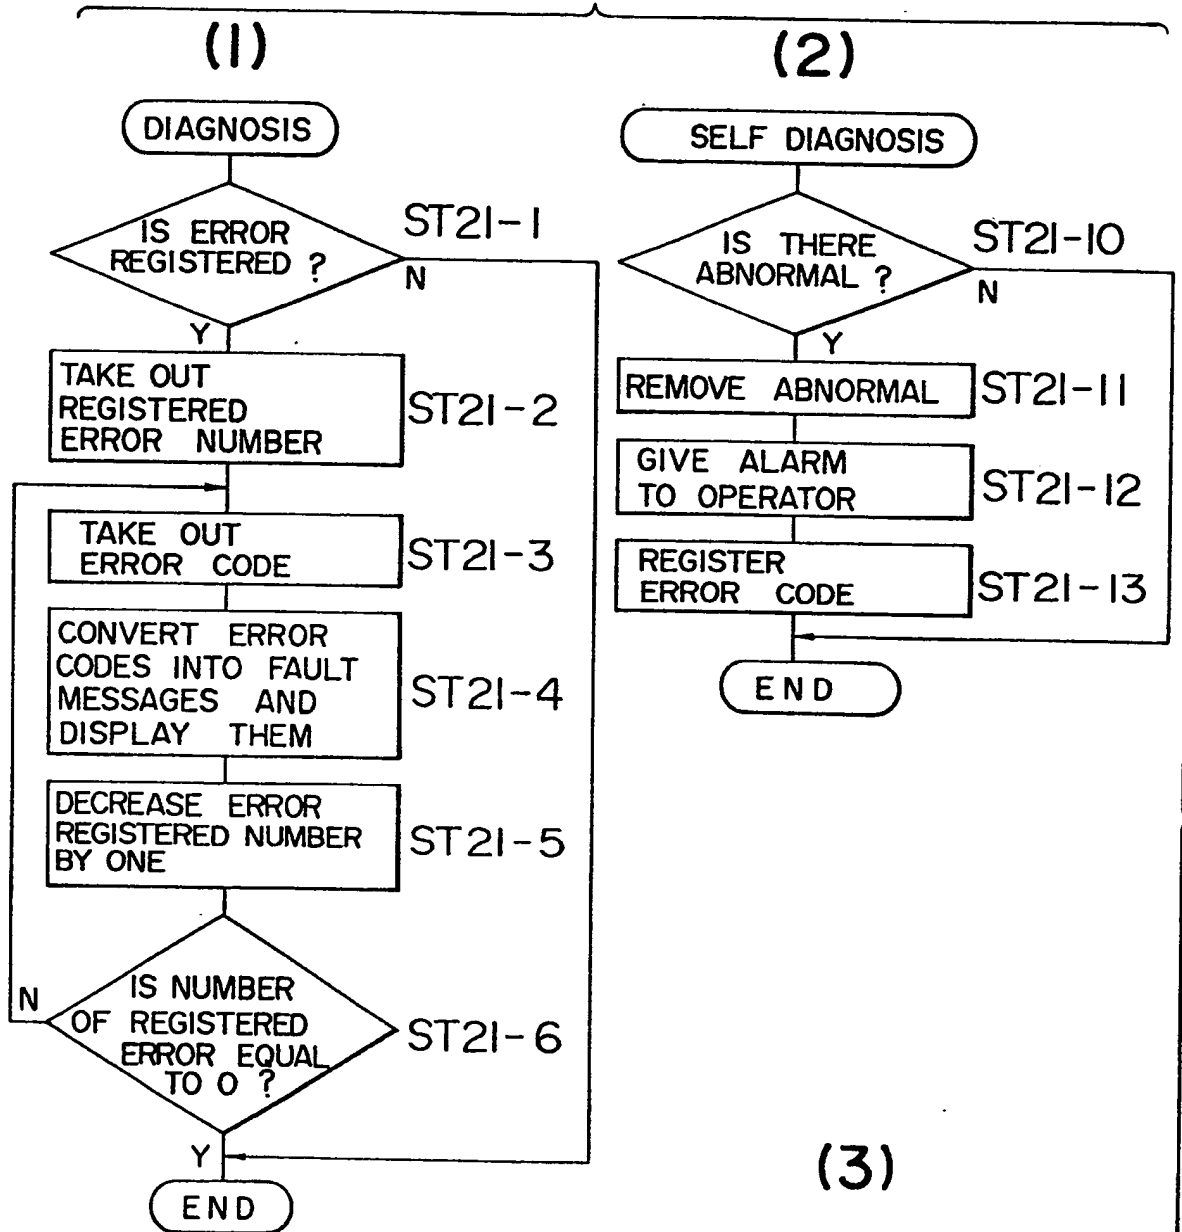 (1)
DIAGNOSIS
IS ERROR
REGISTERED ?
ST21-1
N
Y
TAKE OUT
REGISTERED
ERROR NUMBER
ST21-2
TAKE OUT
ERROR CODE
ST21-3
CONVERT ERROR
CODES INTO FAULT
MESSAGES AND
DISPLAY THEM
ST21-4
DECREASE ERROR
REGISTERED NUMBER
BY ONE
ST21-5
IS NUMBER
OF REGISTERED
ERROR EQUAL
TO 0 ?
ST21-6
N
Y
END
(2)
SELF DIAGNOSIS
IS THERE
ABNORMAL ?
ST21-10
N
Y
REMOVE ABNORMAL
ST21-11
GIVE ALARM
TO OPERATOR
ST21-12
REGISTER
ERROR CODE
ST21-13
END
(3)